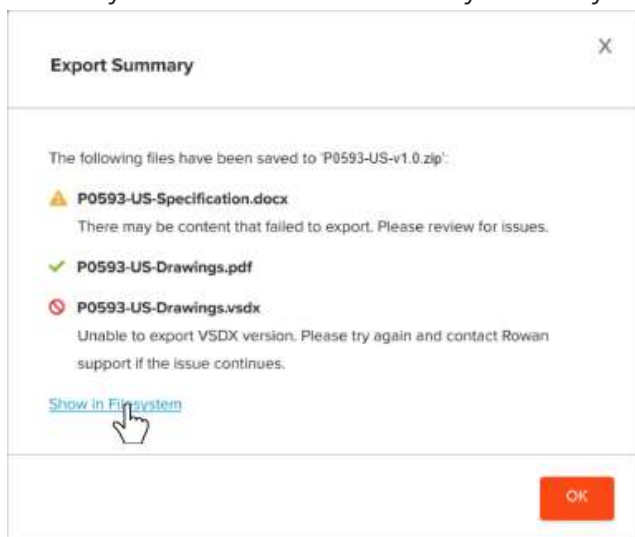 Export Summary
X
The following files have been saved to 'P0593-US-v1.0.zip':
P0593-US-Specification.docx
There may be content that failed to export. Please review for issues.
P0593-US-Drawings.pdf
P0593-US-Drawings.vsdx
Unable to export VSDX version. Please try again and contact Rowan
support if the issue continues.
Show in Filesystem
OK